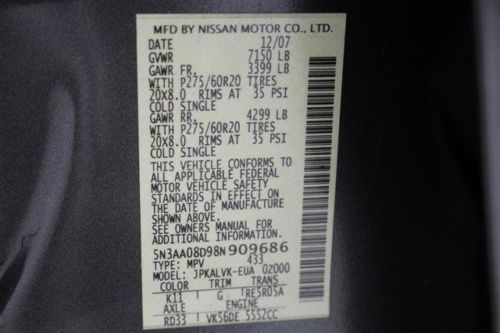 MFD BY NISSAN MOTOR CO., LTD.
DATE 12/07
GVWR 7150 LB
GAWR FR. 3399 LB
WITH P275/60R20 TIRES
20x8.0 RIMS AT 35 PSI
COLD SINGLE
GAWR RR. 4299 LB
WITH P275/60R20 TIRES
20x8.0 RIMS AT 35 PSI
COLD SINGLE
THIS VEHICLE CONFORMS TO
ALL APPLICABLE FEDERAL
MOTOR VEHICLE SAFETY
STANDARDS IN EFFECT ON
THE DATE OF MANUFACTURE
SHOWN ABOVE.
SEE OWNERS MANUAL FOR
ADDITIONAL INFORMATION.
5N3AA08D98N909686
TYPE: MPV 433
MODEL: JPKALVK-EUA 02000
COLOR TRIM TRANS
K11 G RE5R05A
AXLE ENGINE
RD33 VK56DE 5552CC